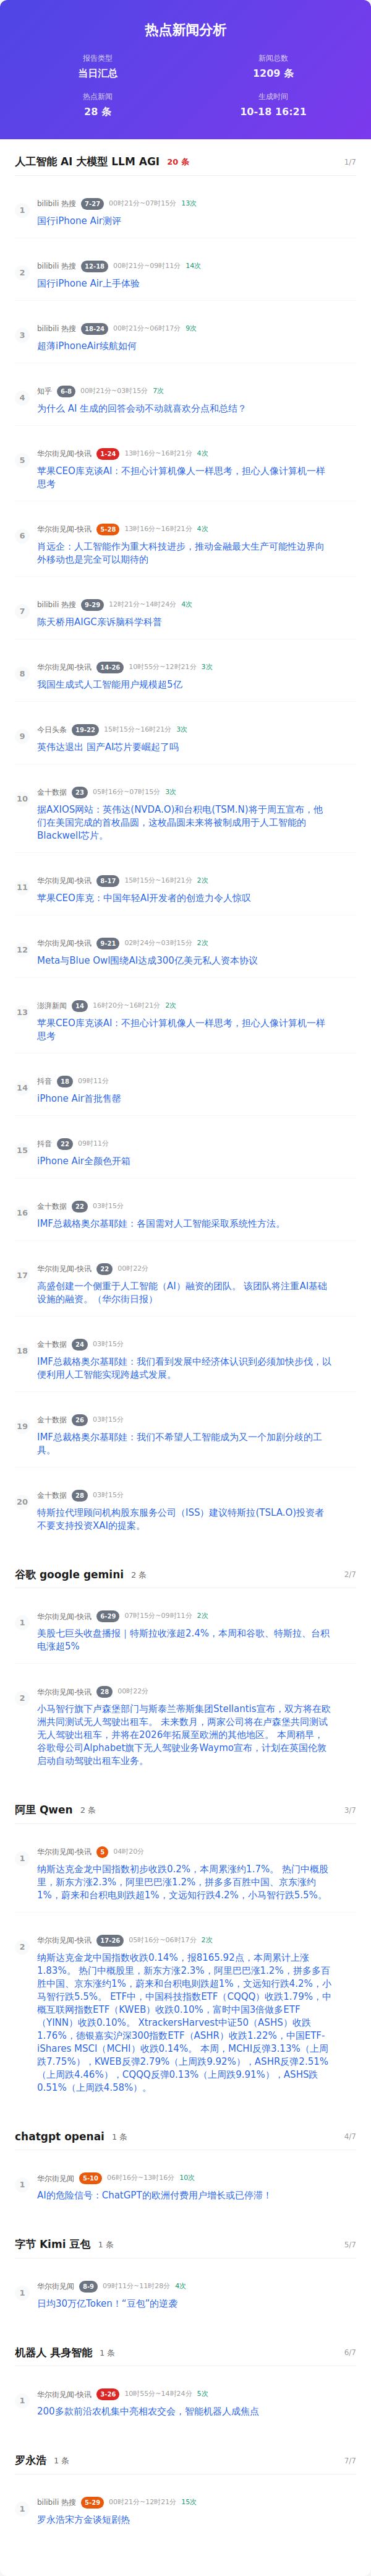 热点新闻分析
报告类型
新闻总数
当日汇总
1209 条
热点新闻
生成时间
28 条
10-18 16:21
人工智能 AI 大模型 LLM AGI 20 条 1/7
1
bilibili 热搜 7-27 00时21分~07时15分 13次
国行iPhone Air测评
2
bilibili 热搜 12-18 00时21分~09时11分 14次
国行iPhone Air上手体验
3
bilibili 热搜 18-24 00时21分~06时17分 9次
超薄iPhoneAir续航如何
4
知乎 6-8 00时21分~03时15分 7次
为什么 AI 生成的回答会动不动就喜欢分点和总结？
5
华尔街见闻-快讯 1-24 13时16分~16时21分 4次
苹果CEO库克谈AI：不担心计算机像人一样思考，担心人像计算机一样
思考
6
华尔街见闻-快讯 5-28 13时16分~16时21分 4次
肖远企：人工智能作为重大科技进步，推动金融最大生产可能性边界向
外移动也是完全可以期待的
7
bilibili 热搜 9-29 12时21分~14时24分 4次
陈天桥用AIGC亲诉脑科学科普
8
华尔街见闻-快讯 14-26 10时55分~12时21分 3次
我国生成式人工智能用户规模超5亿
9
今日头条 19-22 15时15分~16时21分 3次
英伟达退出 国产AI芯片要崛起了吗
10
金十数据 23 05时16分~07时15分 3次
据AXIOS网站：英伟达(NVDA.O)和台积电(TSM.N)将于周五宣布，他
们在美国完成的首枚晶圆，这枚晶圆未来将被制成用于人工智能的
Blackwell芯片。
11
华尔街见闻-快讯 8-17 15时15分~16时21分 2次
苹果CEO库克：中国年轻AI开发者的创造力令人惊叹
12
华尔街见闻-快讯 9-21 02时24分~03时15分 2次
Meta与Blue Owl围绕AI达成300亿美元私人资本协议
13
澎湃新闻 14 16时20分~16时21分 2次
苹果CEO库克谈AI：不担心计算机像人一样思考，担心人像计算机一样
思考
14
抖音 18 09时11分
iPhone Air首批售罄
15
抖音 22 09时11分
iPhone Air全颜色开箱
16
金十数据 22 03时15分
IMF总裁格奥尔基耶娃：各国需对人工智能采取系统性方法。
17
华尔街见闻-快讯 22 00时22分
高盛创建一个侧重于人工智能（AI）融资的团队。 该团队将注重AI基础
设施的融资。（华尔街日报）
18
金十数据 24 03时15分
IMF总裁格奥尔基耶娃：我们看到发展中经济体认识到必须加快步伐，以
便利用人工智能实现跨越式发展。
19
金十数据 26 03时15分
IMF总裁格奥尔基耶娃：我们不希望人工智能成为又一个加剧分歧的工
具。
20
金十数据 28 03时15分
特斯拉代理顾问机构股东服务公司（ISS）建议特斯拉(TSLA.O)投资者
不要支持投资XAI的提案。
谷歌 google gemini 2 条 2/7
1
华尔街见闻-快讯 6-29 07时15分~09时11分 2次
美股七巨头收盘播报｜特斯拉收涨超2.4%，本周和谷歌、特斯拉、台积
电涨超5%
2
华尔街见闻-快讯 28 00时22分
小马智行旗下卢森堡部门与斯泰兰蒂斯集团Stellantis宣布，双方将在欧
洲共同测试无人驾驶出租车。 未来数月，两家公司将在卢森堡共同测试
无人驾驶出租车，并将在2026年拓展至欧洲的其他地区。 本周稍早，
谷歌母公司Alphabet旗下无人驾驶业务Waymo宣布，计划在英国伦敦
启动自动驾驶出租车业务。
阿里 Qwen 2 条 3/7
1
华尔街见闻-快讯 5 04时20分
纳斯达克金龙中国指数初步收跌0.2%，本周累涨约1.7%。 热门中概股
里，新东方涨2.3%，阿里巴巴涨1.2%，拼多多百胜中国、京东涨约
1%，蔚来和台积电则跌超1%，文远知行跌4.2%，小马智行跌5.5%。
2
华尔街见闻-快讯 17-26 05时16分~06时17分 2次
纳斯达克金龙中国指数收跌0.14%，报8165.92点，本周累计上涨
1.83%。 热门中概股里，新东方涨2.3%，阿里巴巴涨1.2%，拼多多百
胜中国、京东涨约1%，蔚来和台积电则跌超1%，文远知行跌4.2%，小
马智行跌5.5%。 ETF中，中国科技指数ETF（CQQQ）收跌1.79%，中
概互联网指数ETF（KWEB）收跌0.10%，富时中国3倍做多ETF
（YINN）收跌0.10%。 XtrackersHarvest中证50（ASHS）收跌
1.76%，德银嘉实沪深300指数ETF（ASHR）收跌1.22%，中国ETF-
iShares MSCI（MCHI）收跌0.14%。 本周，MCHI反弹3.13%（上周
跌7.75%），KWEB反弹2.79%（上周跌9.92%），ASHR反弹2.51%
（上周跌4.46%），CQQQ反弹0.13%（上周跌9.91%），ASHS跌
0.51%（上周跌4.58%）。
chatgpt openai 1 条 4/7
1
华尔街见闻 5-10 06时16分~13时16分 10次
AI的危险信号：ChatGPT的欧洲付费用户增长或已停滞！
字节 Kimi 豆包 1 条 5/7
1
华尔街见闻 8-9 09时11分~11时28分 4次
日均30万亿Token！“豆包”的逆袭
机器人 具身智能 1 条 6/7
1
华尔街见闻-快讯 3-26 10时55分~14时24分 5次
200多款前沿农机集中亮相农交会，智能机器人成焦点
罗永浩 1 条 7/7
1
bilibili 热搜 5-29 00时21分~12时21分 15次
罗永浩宋方金谈短剧热